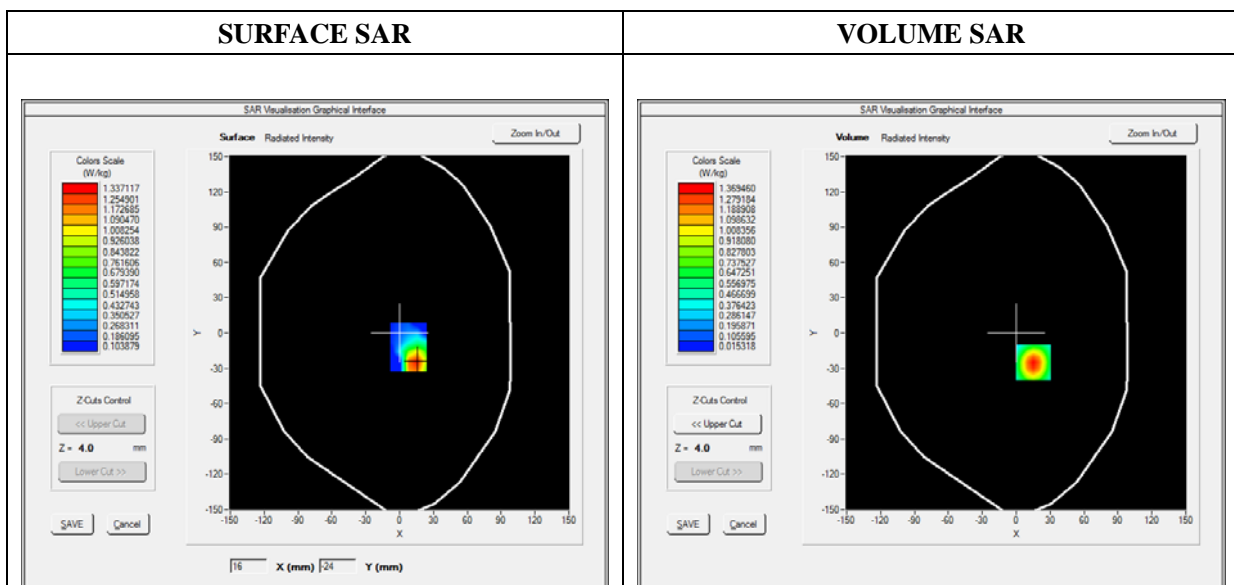 SURFACE SAR
VOLUME SAR
SAR Visualisation Graphical Interface
Surface Radiated Intensity
Zoom In/Out
Colors Scale
(W/kg)
1.337117
1.254901
1.172685
1.090470
1.008254
0.926038
0.843822
0.761606
0.679390
0.597174
0.514958
0.432743
0.350527
0.268311
0.186095
0.103879
Z-Cuts Control
<< Upper Cut
Z = 4.0 mm
Lower Cut >>
SAVE Cancel
150
120
90
60
30
0
-30
-60
-90
-120
-150
Y
-150 -120 -90 -60 -30 0 30 60 90 120 150
X
16 X (mm) -24 Y (mm)
SAR Visualisation Graphical Interface
Volume Radiated Intensity
Zoom In/Out
Colors Scale
(W/kg)
1.369460
1.279184
1.188908
1.098632
1.008356
0.918080
0.827803
0.737527
0.647251
0.556975
0.466699
0.376423
0.286147
0.195871
0.105595
0.015318
Z-Cuts Control
<< Upper Cut
Z = 4.0 mm
Lower Cut >>
SAVE Cancel
150
120
90
60
30
0
-30
-60
-90
-120
-150
Y
-150 -120 -90 -60 -30 0 30 60 90 120 150
X